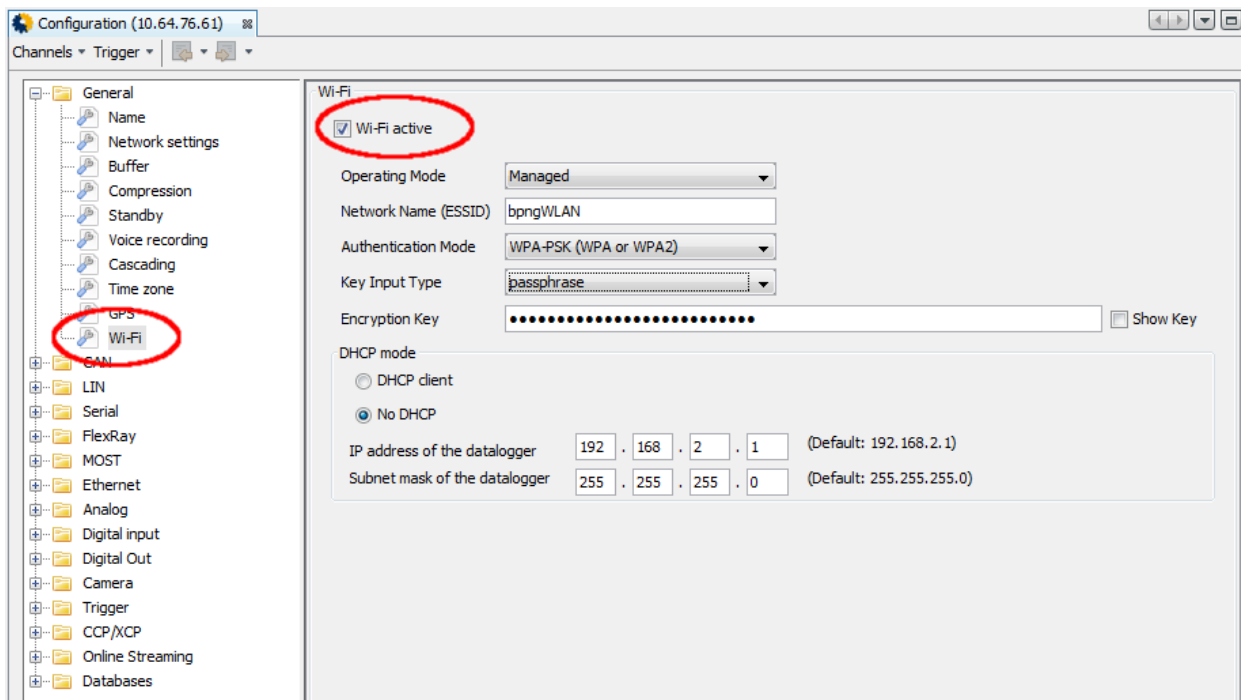 Configuration (10.64.76.61)
Channels Trigger
General
Name
Network settings
Buffer
Compression
Standby
Voice recording
Cascading
Time zone
GPS
Wi-Fi
CAN
LIN
Serial
FlexRay
MOST
Ethernet
Analog
Digital input
Digital Out
Camera
Trigger
CCP/XCP
Online Streaming
Databases
Wi-Fi
Wi-Fi active
Operating Mode Managed
Network Name (ESSID) bpngWLAN
Authentication Mode WPA-PSK (WPA or WPA2)
Key Input Type passphrase
Encryption Key •••••••••••••••••••••••••• Show Key
DHCP mode
DHCP client
No DHCP
IP address of the datalogger 192 . 168 . 2 . 1 (Default: 192.168.2.1)
Subnet mask of the datalogger 255 . 255 . 255 . 0 (Default: 255.255.255.0)